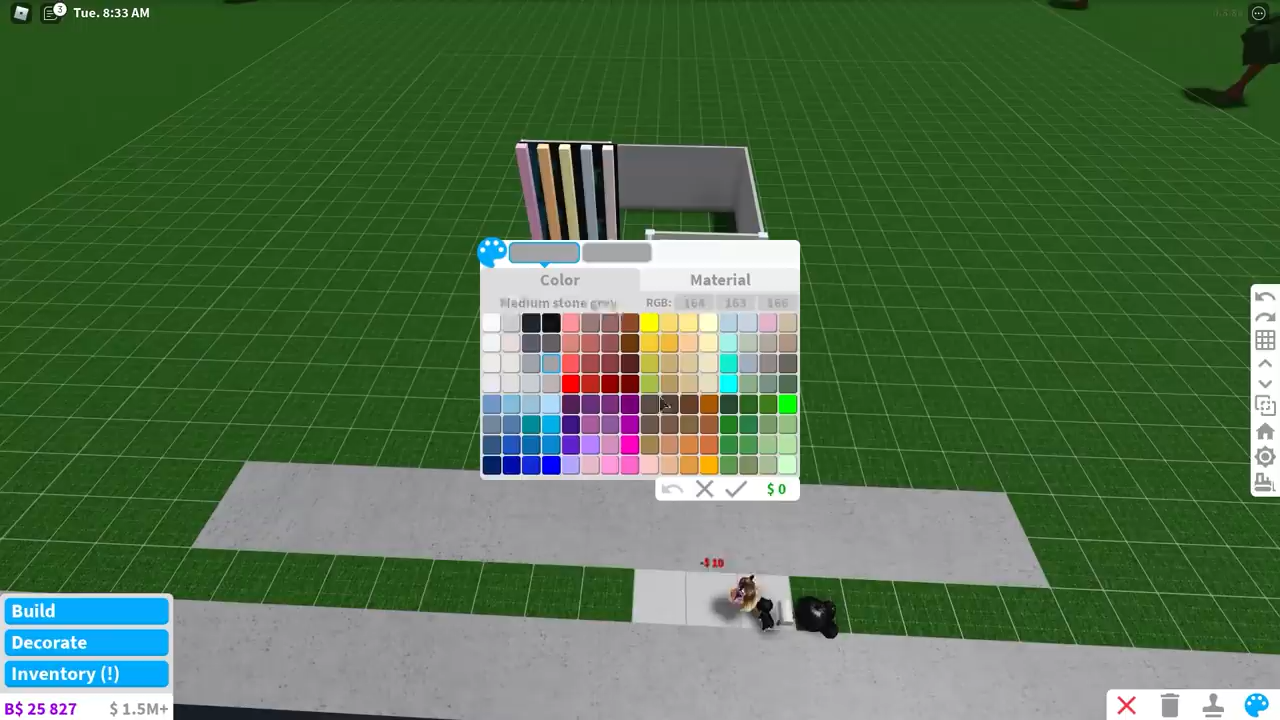 3 Tue. 8:33 AM
Color Material
Medium stone grey RGB: 164 163 166
$ 0
-$ 10
Build
Decorate
Inventory (!)
B$ 25 827 $ 1.5M+